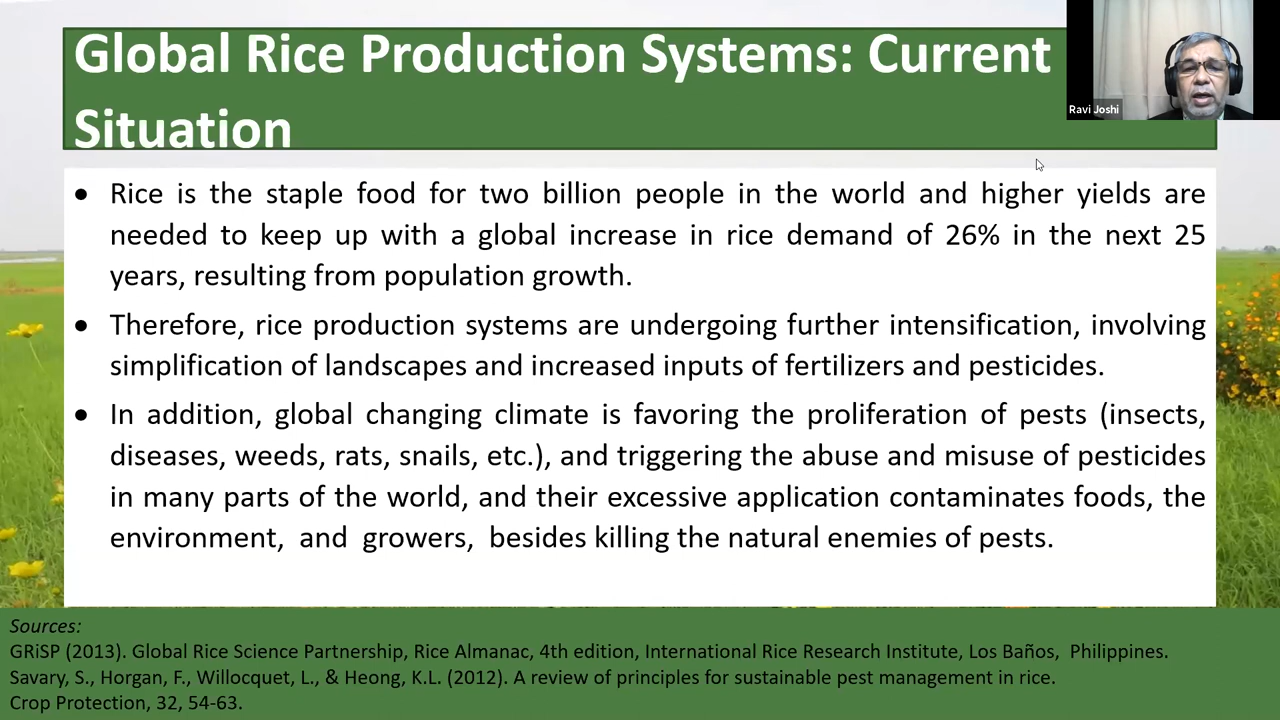 Global Rice Production Systems: Current
Situation
Ravi Joshi
• Rice is the staple food for two billion people in the world and higher yields are
needed to keep up with a global increase in rice demand of 26% in the next 25
years, resulting from population growth.
• Therefore, rice production systems are undergoing further intensification, involving
simplification of landscapes and increased inputs of fertilizers and pesticides.
• In addition, global changing climate is favoring the proliferation of pests (insects,
diseases, weeds, rats, snails, etc.), and triggering the abuse and misuse of pesticides
in many parts of the world, and their excessive application contaminates foods, the
environment, and growers, besides killing the natural enemies of pests.
Sources:
GRiSP (2013). Global Rice Science Partnership, Rice Almanac, 4th edition, International Rice Research Institute, Los Baños, Philippines.
Savary, S., Horgan, F., Willocquet, L., & Heong, K.L. (2012). A review of principles for sustainable pest management in rice.
Crop Protection, 32, 54-63.